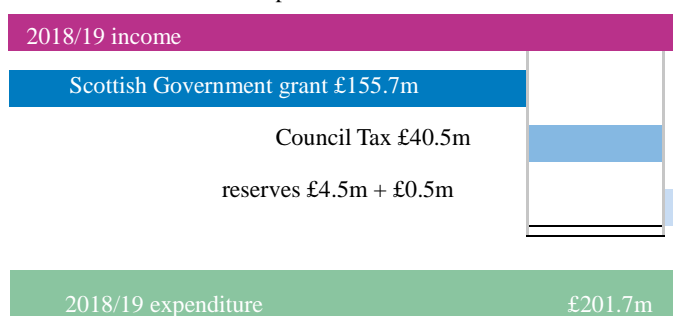 2018/19 income
Scottish Government grant £155.7m
Council Tax £40.5m
reserves £4.5m + £0.5m
2018/19 expenditure £201.7m